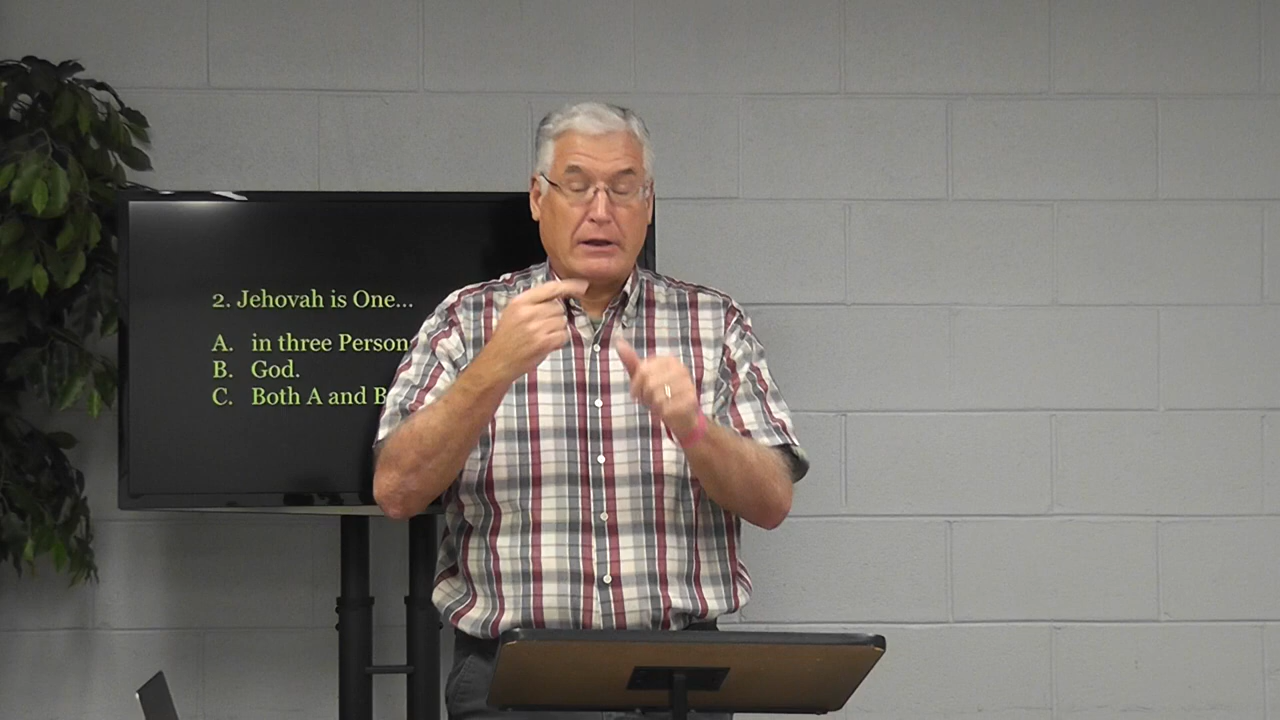 2. Jehovah is One...
A. in three Person
B. God.
C. Both A and B